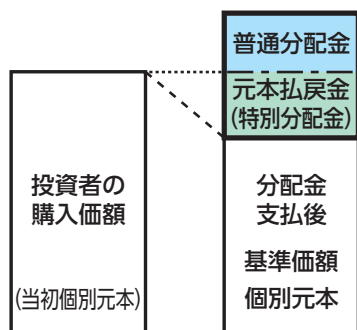 普通分配金
元本払戻金
(特別分配金)
投資者の
購入価額
(当初個別元本)
分配金
支払後
基準価額
個別元本